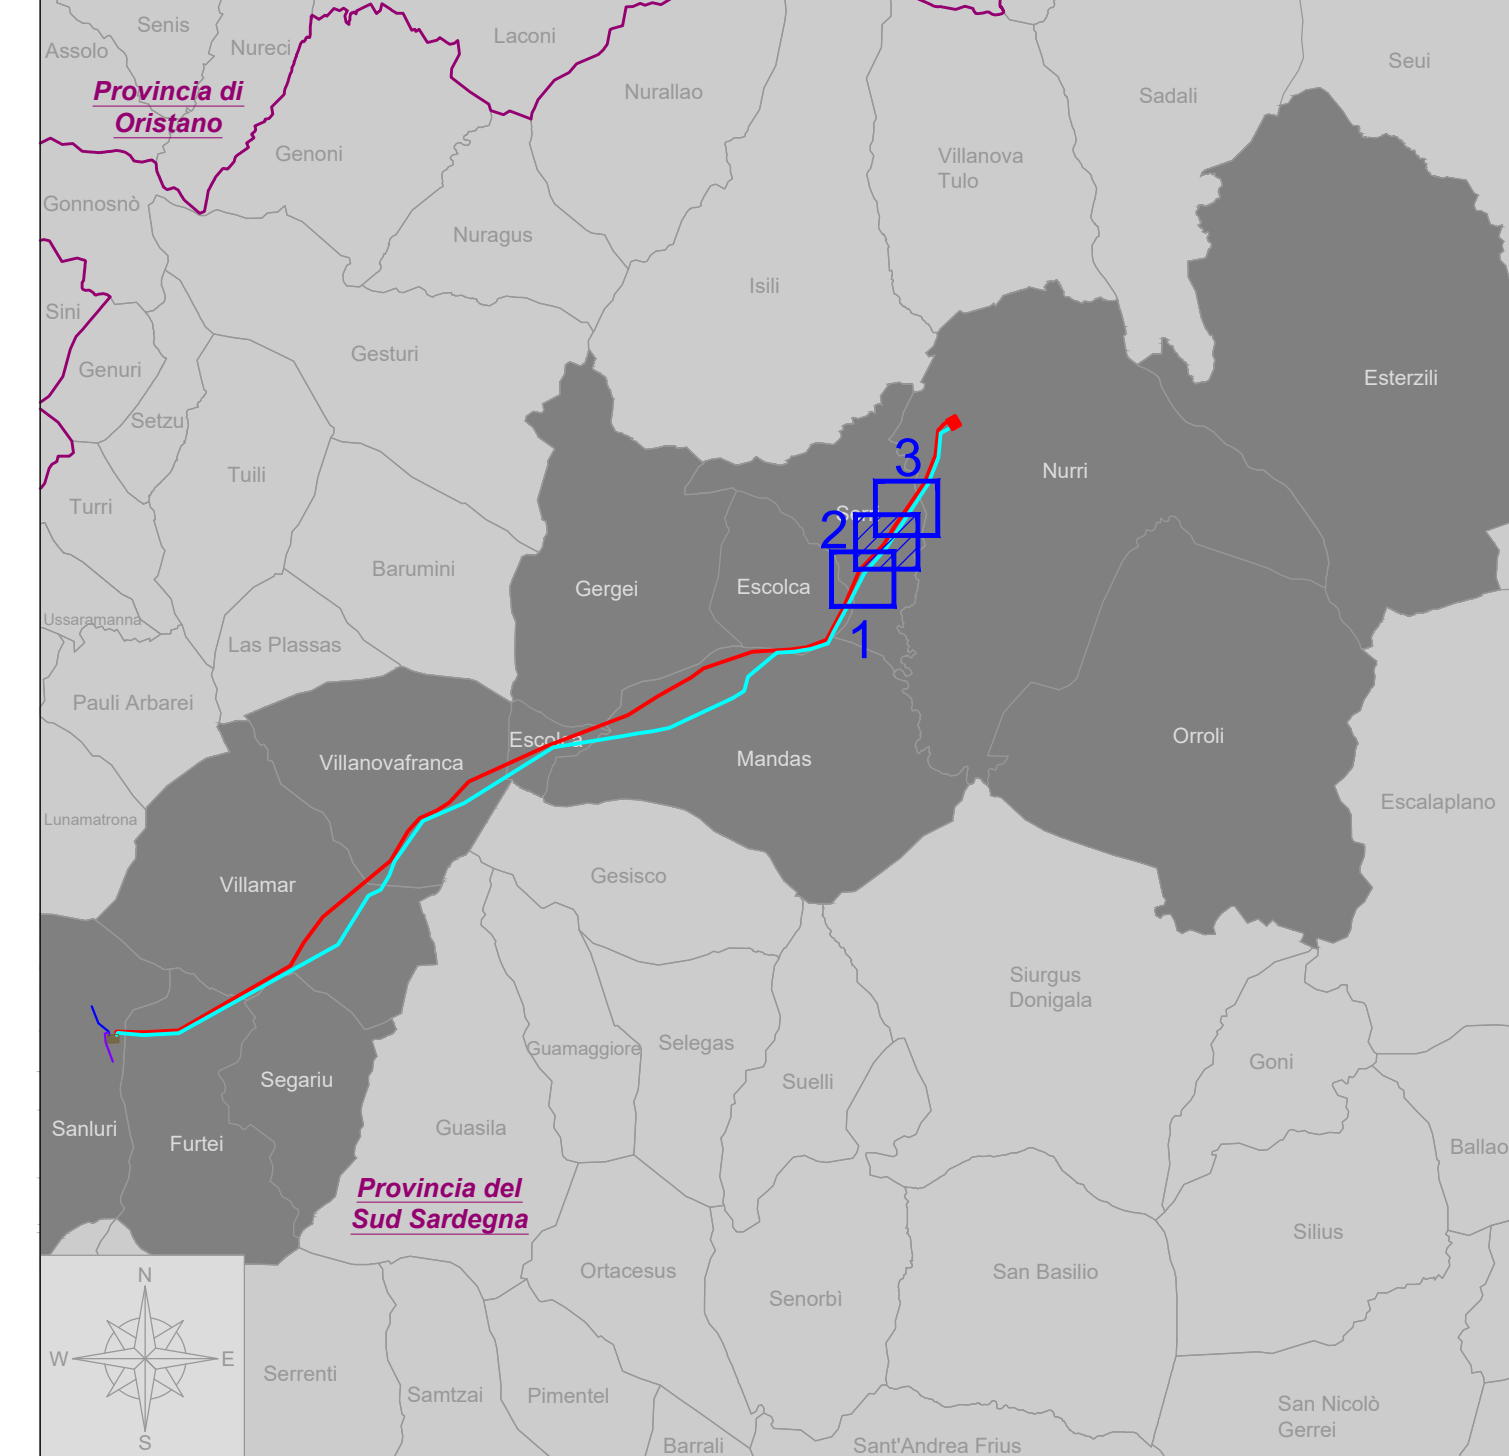 Senis
Assolo
Nureci
Laconi
Seui
Provincia di
Oristano
Nurallao
Sadali
Genoni
Villanova
Tulo
Gonnosnò
Nuragus
Isili
Sini
Gesturi
Genuri
Esterzili
Setzu
3
Tuili
Nurri
Turri
2
Barumini
Gergei
Escolca
Ussaramanna
1
Las Plassas
Pauli Arbarei
Escolca
Villanovafranca
Mandas
Orroli
Lunamatrona
Escalaplano
Villamar
Gesisco
Siurgus
Donigala
Guamaggiore
Selegas
Goni
Segariu
Suelli
Sanluri
Furtei
Guasila
Ballao
Provincia del
Sud Sardegna
Silius
Ortacesus
San Basilio
Senorbì
N
W
E
S
Serrenti
Samtzai
Pimentel
San Nicolò
Gerrei
Barrali
Sant'Andrea Frius